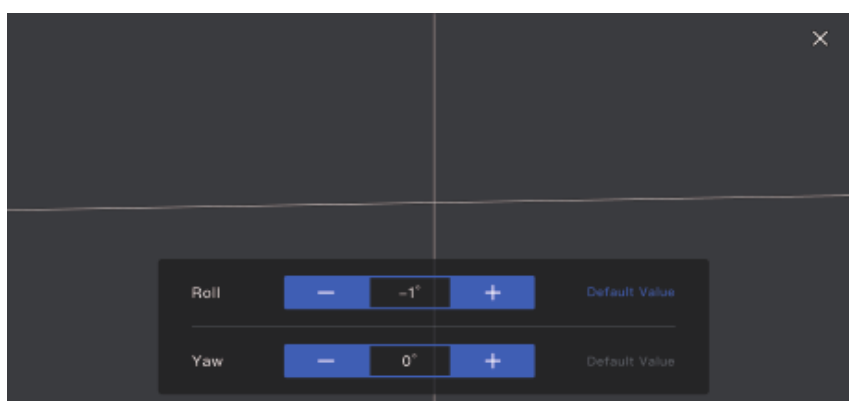 Roll − -1° + Default Value
Yaw − 0° + Default Value